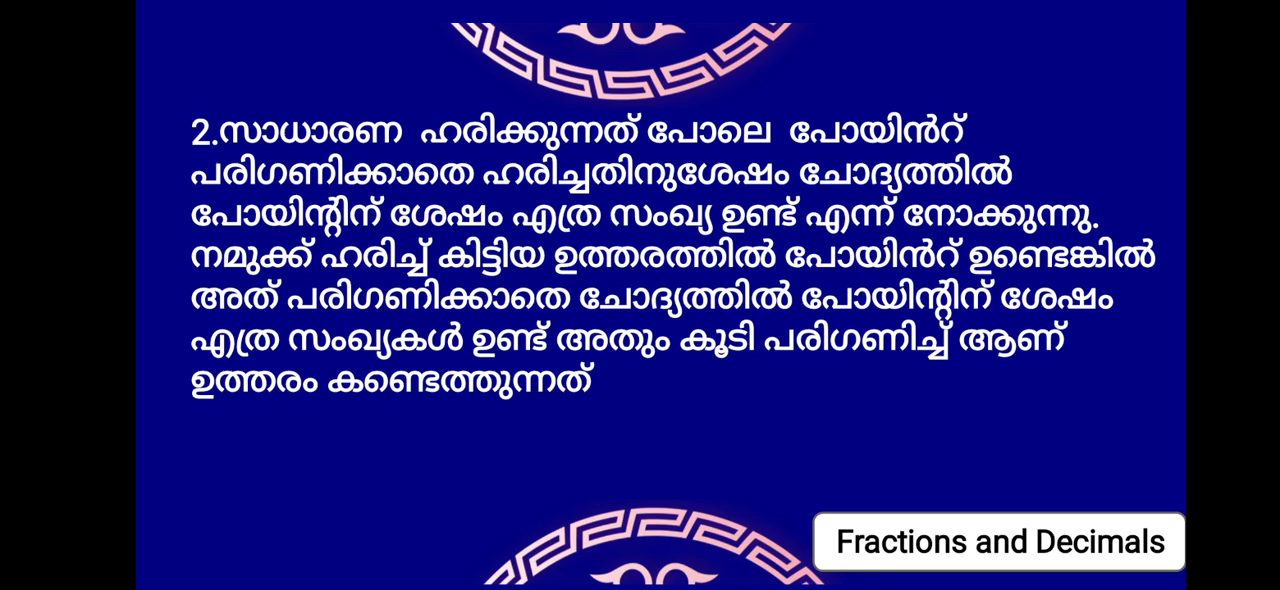 2.സാധാരണ ഹരിക്കുന്നത് പോലെ പോയിൻറ്
പരിഗണിക്കാതെ ഹരിച്ചതിനുശേഷം ചോദ്യത്തിൽ
പോയിന്റിന് ശേഷം എത്ര സംഖ്യ ഉണ്ട് എന്ന് നോക്കുന്നു.
നമുക്ക് ഹരിച്ച് കിട്ടിയ ഉത്തരത്തിൽ പോയിൻറ് ഉണ്ടെങ്കിൽ
അത് പരിഗണിക്കാതെ ചോദ്യത്തിൽ പോയിന്റിന് ശേഷം
എത്ര സംഖ്യകൾ ഉണ്ട് അതും കൂടി പരിഗണിച്ച് ആണ്
ഉത്തരം കണ്ടെത്തുന്നത്
Fractions and Decimals